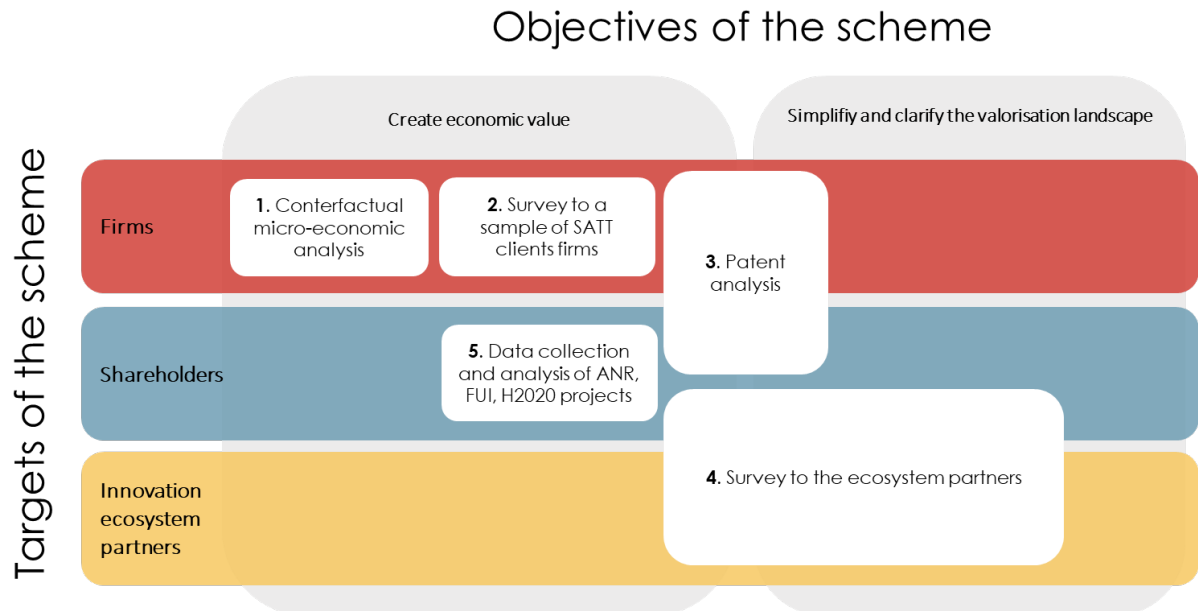 Objectives of the scheme
Targets of the scheme
Create economic value
Simplifiy and clarify the valorisation landscape
Firms
1. Conterfactual
micro-economic
analysis
2. Survey to a
sample of SATT
clients firms
3. Patent
analysis
Shareholders
5. Data collection
and analysis of ANR,
FUI, H2020 projects
4. Survey to the ecosystem partners
Innovation
ecosystem
partners